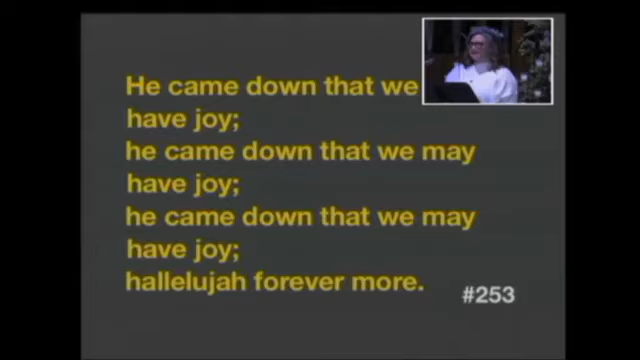 He came down that we
have joy;
he came down that we may
have joy;
he came down that we may
have joy;
hallelujah forever more.
#253